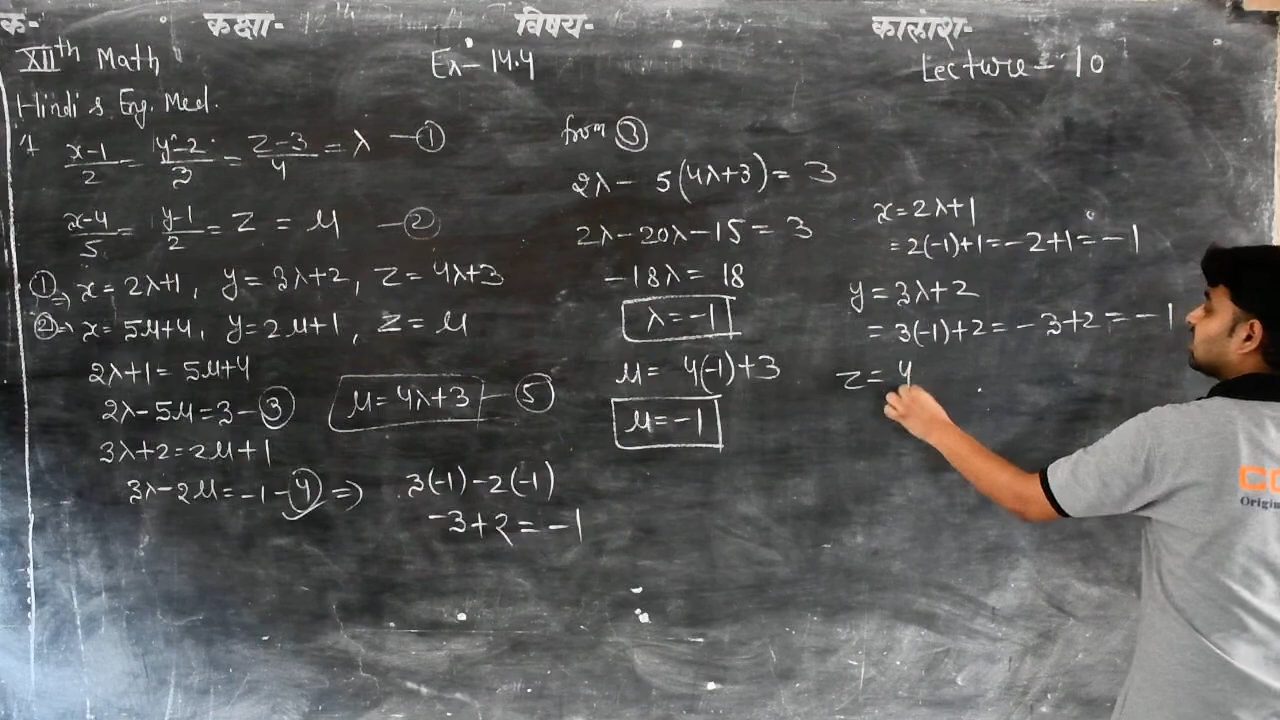 क- कक्षा- विषय- कालांश-
XIIth Math Ex-14.4 Lecture-10
Hindi & Eng. Med.
1 x-1/2 = y-2/3 = z-3/4 = λ —①
x-4/5 = y-1/2 = z = μ —②
①⇒ x=2λ+1, y=3λ+2, z=4λ+3
②⇒ x=5μ+4, y=2μ+1, z=μ
2λ+1=5μ+4
2λ-5μ=3-③
μ=4λ+3 -⑤
3λ+2=2μ+1
3λ-2μ=-1-④⇒ 3(-1)-2(-1)
-3+2=-1
from ③
2λ- 5(4λ+3)=3
2λ-20λ-15=3
-18λ=18
λ=-1
μ= 4(-1)+3
μ=-1
x=2λ+1
=2(-1)+1=-2+1=-1
y=3λ+2
=3(-1)+2=-3+2=-1
z=4
Origin